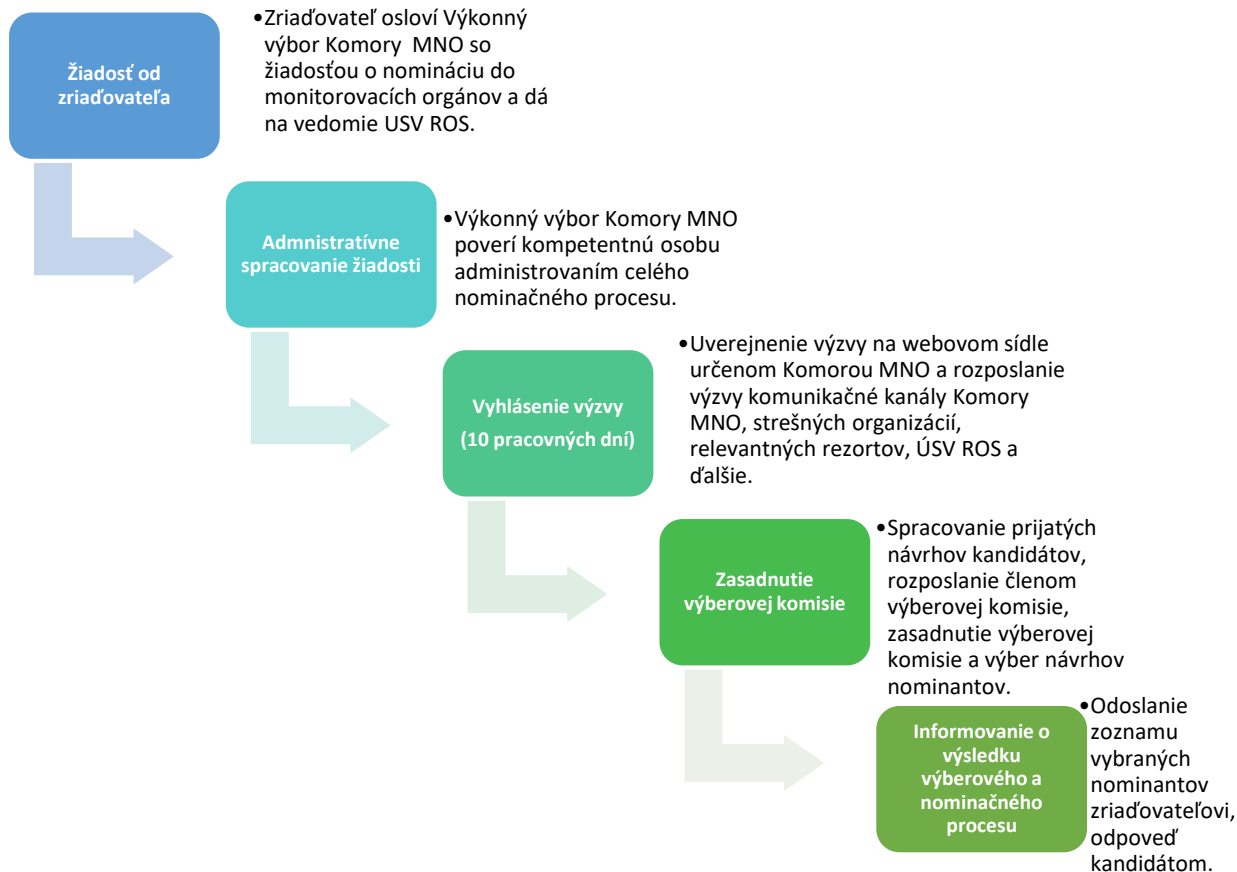 Žiadosť od
zriaďovateľa
•Zriaďovateľ osloví Výkonný
výbor Komory MNO so
žiadosťou o nomináciu do
monitorovacích orgánov a dá
na vedomie USV ROS.
Admnistratívne
spracovanie žiadosti
•Výkonný výbor Komory MNO
poverí kompetentnú osobu
administrovaním celého
nominačného procesu.
Vyhlásenie výzvy
(10 pracovných dní)
•Uverejnenie výzvy na webovom sídle
určenom Komorou MNO a rozposlanie
výzvy komunikačné kanály Komory
MNO, strešných organizácií,
relevantných rezortov, ÚSV ROS a
ďalšie.
Zasadnutie
výberovej komisie
•Spracovanie prijatých
návrhov kandidátov,
rozposlanie členom
výberovej komisie,
zasadnutie výberovej
komisie a výber návrhov
nominantov.
Informovanie o
výsledku
výberového a
nominačného
procesu
•Odoslanie
zoznamu
vybraných
nominantov
zriaďovateľovi,
odpoveď
kandidátom.